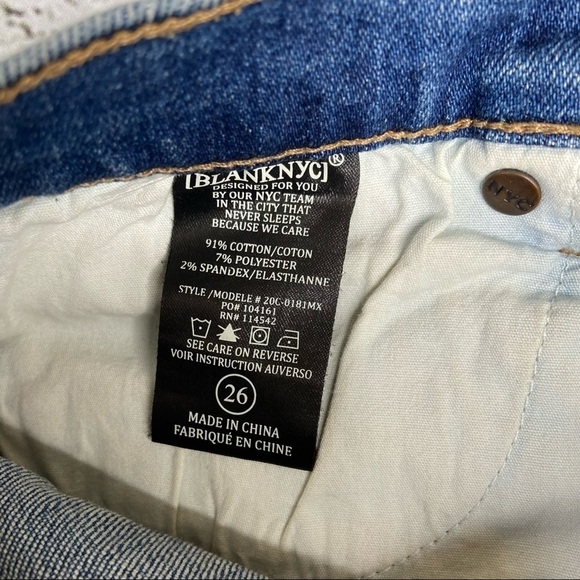 [BLANKNYC]®
DESIGNED FOR YOU
BY OUR NYC TEAM
IN THE CITY THAT
NEVER SLEEPS
BECAUSE WE CARE
91% COTTON/COTON
7% POLYESTER
2% SPANDEX/ELASTHANNE
STYLE /MODELE # 20C-0181MX
PO# 104161
RN# 114542
SEE CARE ON REVERSE
VOIR INSTRUCTION AUVERSO
26
MADE IN CHINA
FABRIQUÉ EN CHINE
NYC